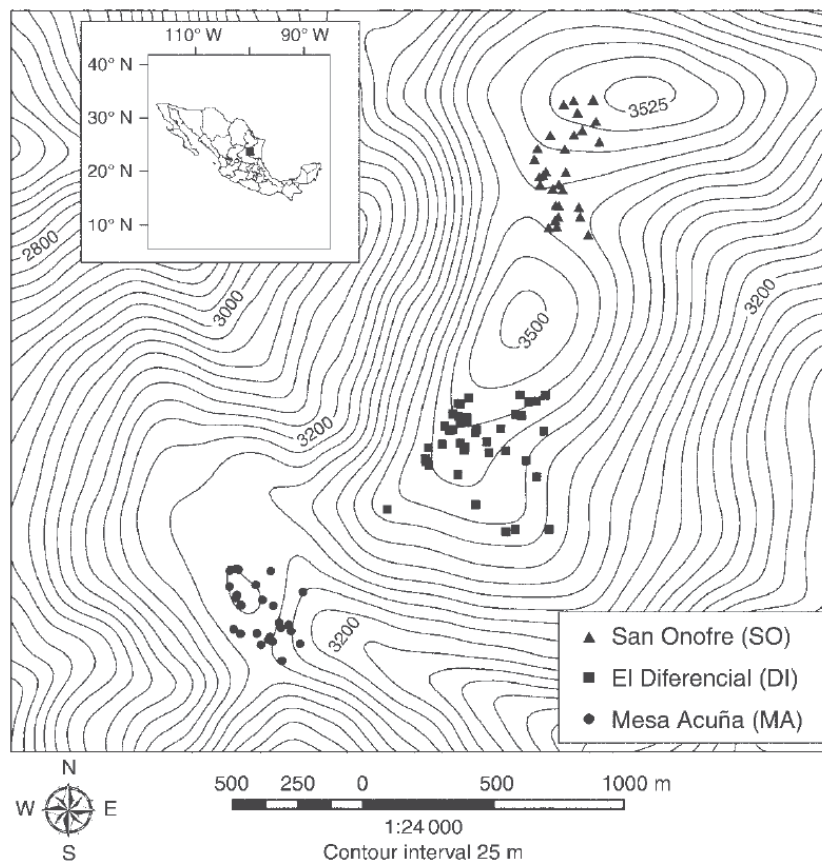 110° W 90° W
40° N
30° N
20° N
10° N
3525
2800
3000
3200
3500
3200
3200
San Onofre (SO)
El Diferencial (DI)
Mesa Acuña (MA)
N
W E
S
500 250 0 500 1000 m
1:24 000
Contour interval 25 m